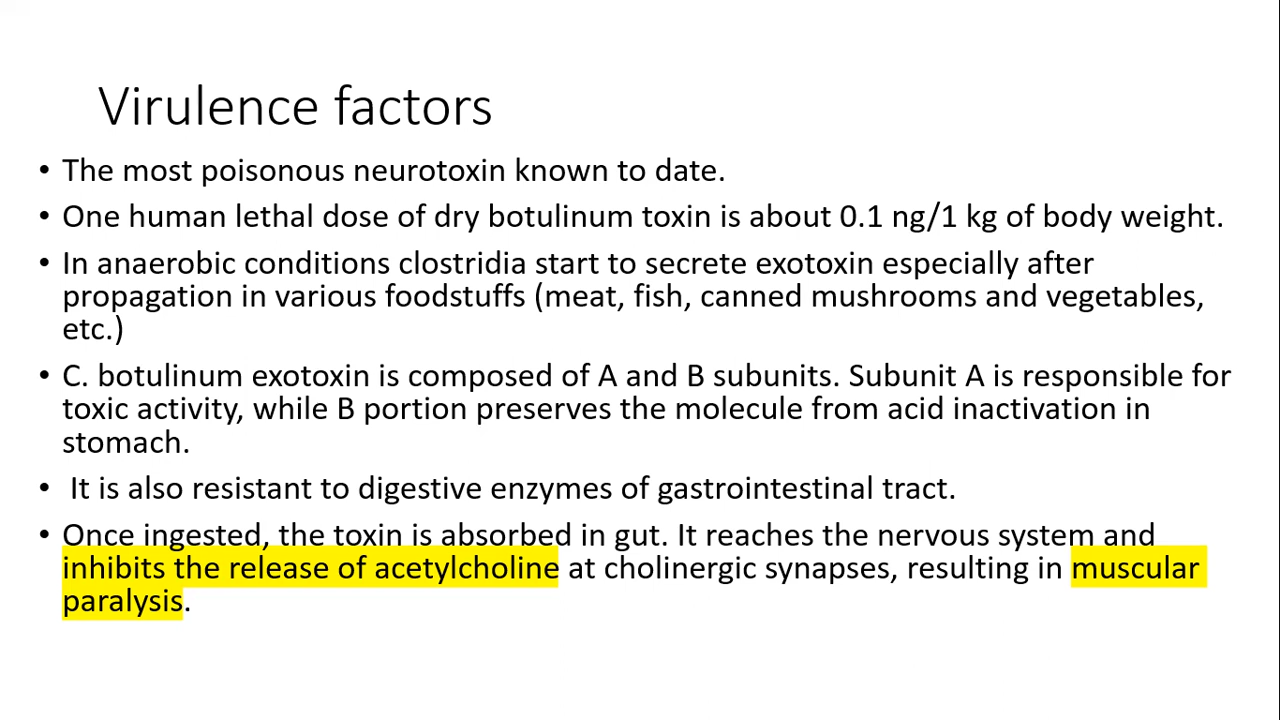 Virulence factors
• The most poisonous neurotoxin known to date.
• One human lethal dose of dry botulinum toxin is about 0.1 ng/1 kg of body weight.
• In anaerobic conditions clostridia start to secrete exotoxin especially after
propagation in various foodstuffs (meat, fish, canned mushrooms and vegetables,
etc.)
• C. botulinum exotoxin is composed of A and B subunits. Subunit A is responsible for
toxic activity, while B portion preserves the molecule from acid inactivation in
stomach.
• It is also resistant to digestive enzymes of gastrointestinal tract.
• Once ingested, the toxin is absorbed in gut. It reaches the nervous system and
inhibits the release of acetylcholine at cholinergic synapses, resulting in muscular
paralysis.